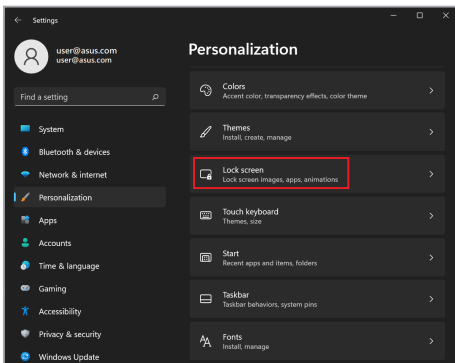 Settings
user@asus.com
user@asus.com
Find a setting
System
Bluetooth & devices
Network & internet
Personalization
Apps
Accounts
Time & language
Gaming
Accessibility
Privacy & security
Windows Update
Personalization
Colors
Accent color, transparency effects, color theme
Themes
Install, create, manage
Lock screen
Lock screen images, apps, animations
Touch keyboard
Themes, size
Start
Recent apps and items, folders
Taskbar
Taskbar behaviors, system pins
Fonts
Install, manage